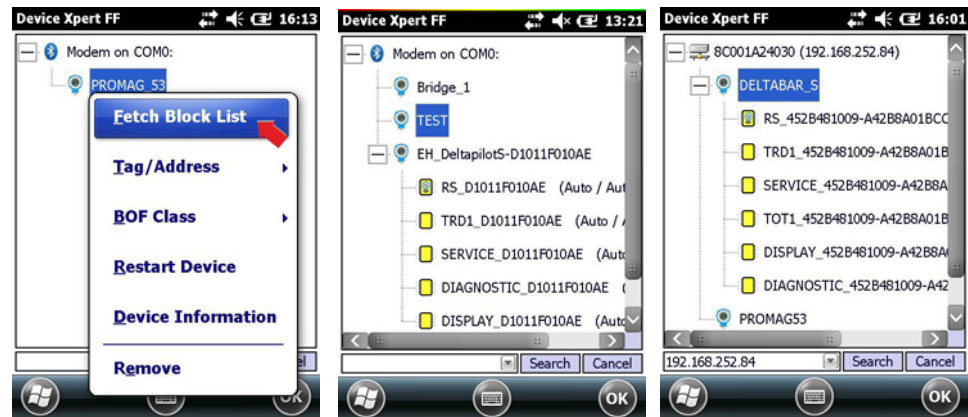 Device Xpert FF 16:13
Modem on COM0:
PROMAG_53
Fetch Block List
Tag/Address
BOF Class
Restart Device
Device Information
Remove
el
OK
Device Xpert FF 13:21
Modem on COM0:
Bridge_1
TEST
EH_DeltapilotS-D1011F010AE
RS_D1011F010AE (Auto / Aut
TRD1_D1011F010AE (Auto / A
SERVICE_D1011F010AE (Auto
DIAGNOSTIC_D1011F010AE (
DISPLAY_D1011F010AE (Auto
Search Cancel
OK
Device Xpert FF 16:01
8C001A24030 (192.168.252.84)
DELTABAR_S
RS_452B481009-A42B8A01BCC
TRD1_452B481009-A42B8A01B
SERVICE_452B481009-A42B8A
TOT1_452B481009-A42B8A01B
DISPLAY_452B481009-A42B8A
DIAGNOSTIC_452B481009-A42
PROMAG53
192.168.252.84 Search Cancel
OK